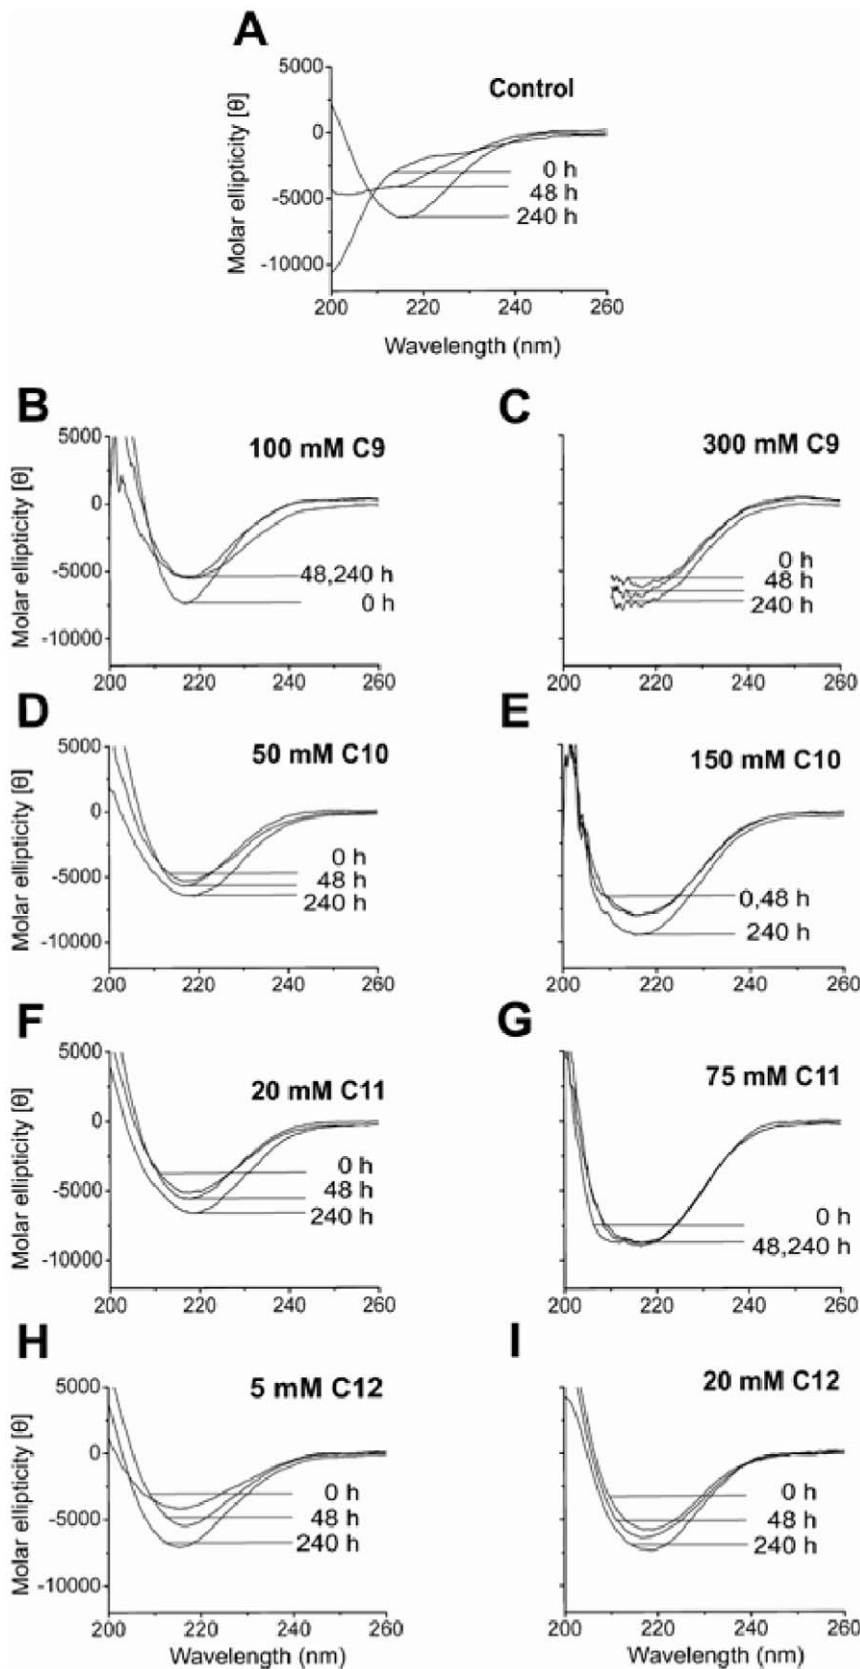 A
Control
Molar ellipticity [θ]
5000
0
-5000
-10000
0 h
48 h
240 h
200 220 240 260
Wavelength (nm)
B
100 mM C9
Molar ellipticity [θ]
5000
0
-5000
-10000
48,240 h
0 h
200 220 240 260
C
300 mM C9
0 h
48 h
240 h
200 220 240 260
D
50 mM C10
Molar ellipticity [θ]
5000
0
-5000
-10000
0 h
48 h
240 h
200 220 240 260
E
150 mM C10
0,48 h
240 h
200 220 240 260
F
20 mM C11
Molar ellipticity [θ]
5000
0
-5000
-10000
0 h
48 h
240 h
200 220 240 260
G
75 mM C11
0 h
48,240 h
200 220 240 260
H
5 mM C12
Molar ellipticity [θ]
5000
0
-5000
-10000
0 h
48 h
240 h
200 220 240 260
Wavelength (nm)
I
20 mM C12
0 h
48 h
240 h
200 220 240 260
Wavelength (nm)